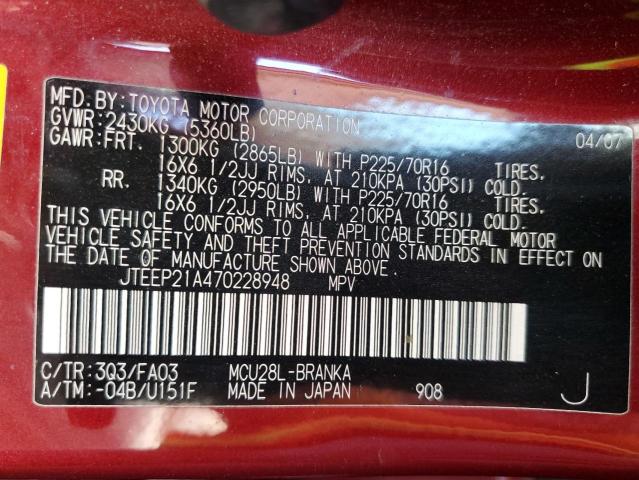 MFD.BY:TOYOTA MOTOR CORPORATION 04/07
GVWR:2430KG (5360LB)
GAWR:FRT. 1300KG (2865LB) WITH P225/70R16 TIRES.
16X6 1/2JJ RIMS, AT 210KPA (30PSI) COLD.
RR. 1340KG (2950LB) WITH P225/70R16 TIRES.
16X6 1/2JJ RIMS, AT 210KPA (30PSI) COLD.
THIS VEHICLE CONFORMS TO ALL APPLICABLE FEDERAL MOTOR
VEHICLE SAFETY AND THEFT PREVENTION STANDARDS IN EFFECT ON
THE DATE OF MANUFACTURE SHOWN ABOVE.
JTEEP21A470228948 MPV
C/TR:3Q3/FA03 MCU28L-BRANKA
A/TM:-04B/U151F MADE IN JAPAN 908 J